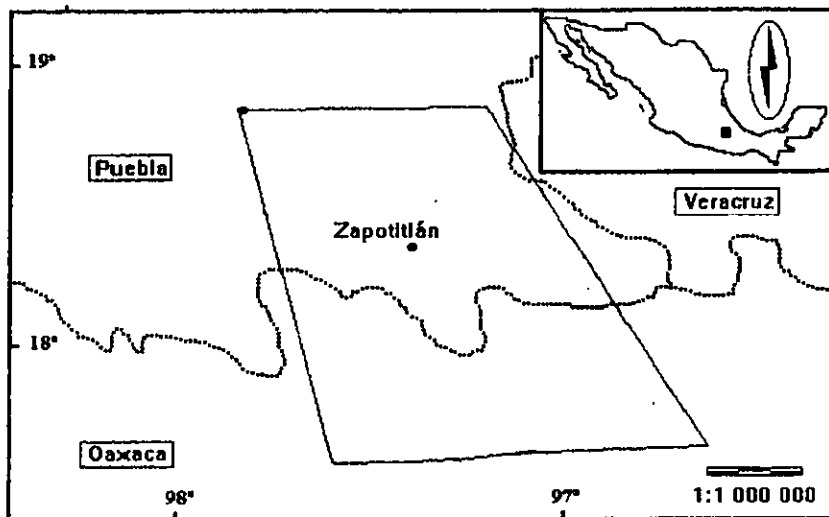 19°
Puebla
Veracruz
Zapotitlán
18°
Oaxaca
1:1 000 000
98°
97°